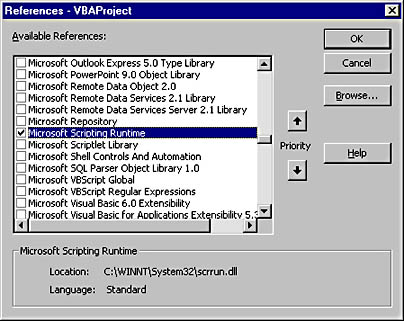 References - VBAProject
Available References:
Microsoft Outlook Express 5.0 Type Library
Microsoft PowerPoint 9.0 Object Library
Microsoft Remote Data Object 2.0
Microsoft Remote Data Services 2.1 Library
Microsoft Remote Data Services Server 2.1 Library
Microsoft Repository
Microsoft Scripting Runtime
Microsoft Scriptlet Library
Microsoft Shell Controls And Automation
Microsoft SQL Parser Object Library 1.0
Microsoft VBScript Global
Microsoft VBScript Regular Expressions
Microsoft Visual Basic 6.0 Extensibility
Microsoft Visual Basic for Applications Extensibility 5.3
OK
Cancel
Browse...
Priority
Help
Microsoft Scripting Runtime
Location: C:\WINNT\System32\scrrun.dll
Language: Standard